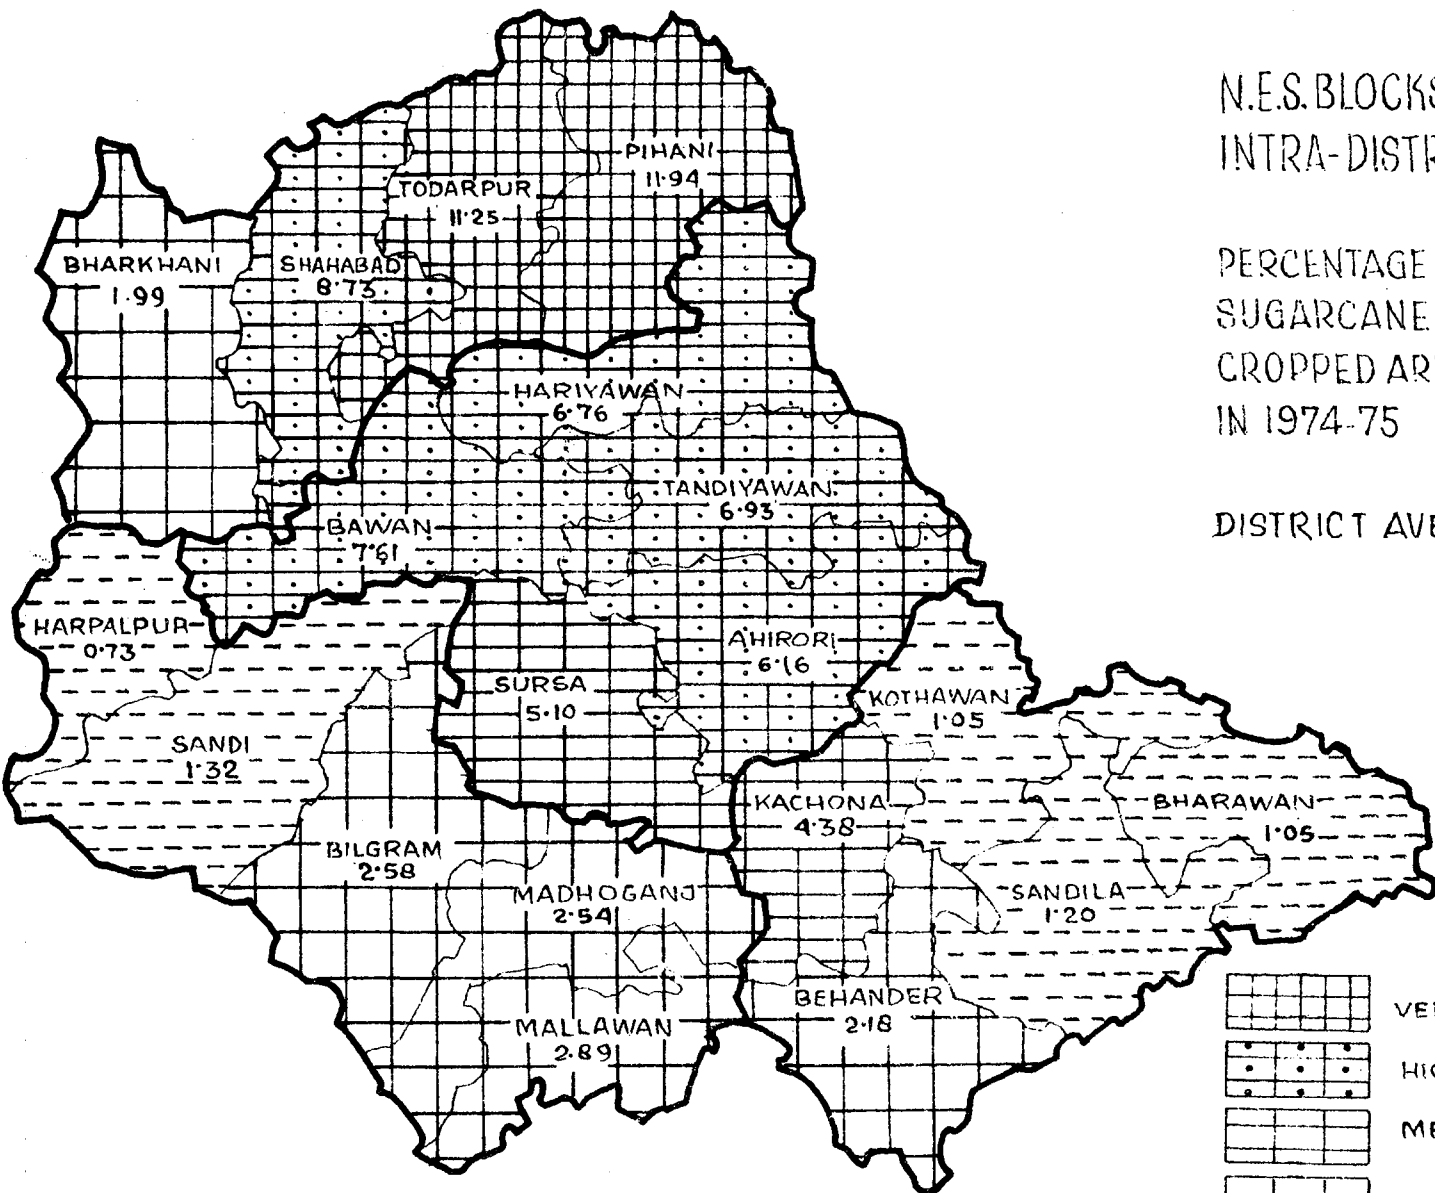 N.E.S. BLOCKS
INTRA-DISTR
PERCENTAGE
SUGARCANE
CROPPED AR
IN 1974-75
DISTRICT AVE
PIHANI
11·94
TODARPUR
11·25
BHARKHANI
1·99
SHAHABAD
8·73
HARIYAWAN
6·76
TANDIYAWAN
6·93
BAWAN
7·61
HARPALPUR
0·73
AHIRORI
6·16
SURSA
5·10
KOTHAWAN
1·05
SANDI
1·32
KACHONA
4·38
BHARAWAN
1·05
BILGRAM
2·58
MADHOGANJ
2·54
SANDILA
1·20
BEHANDER
2·18
MALLAWAN
2·89
VE
HIG
ME